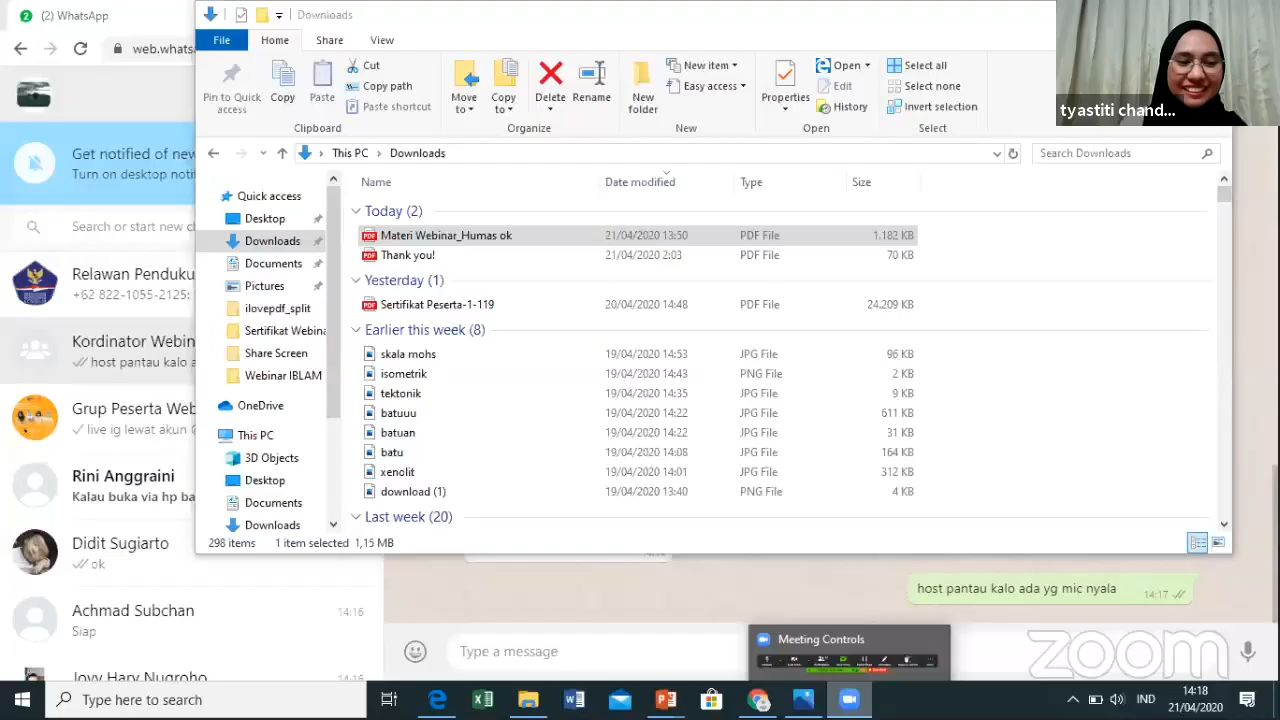 (2) WhatsApp
Downloads
web.whats
File
Home
Share
View
Pin to Quick access
Copy
Paste
Cut
Copy path
Paste shortcut
Clipboard
Move to
Copy to
Delete
Rename
Organize
New folder
New item
Easy access
New
Properties
Open
Edit
History
Open
Select all
Select none
Invert selection
Select
tyastiti chand...
This PC
Downloads
Search Downloads
Get notified of new
Turn on desktop noti
Search or start new c
Relawan Penduku
+62 822-1055-2125:
Kordinator Webin
host pantau kalo a
Grup Peserta Web
live ig lewat akun
Rini Anggraini
Kalau buka via hp ba
Didit Sugiarto
ok
Achmad Subchan 14:16
Siap
Jovy Hary Nugroho 14:16
Quick access
Desktop
Downloads
Documents
Pictures
ilovepdf_split
Sertifikat Webina
Share Screen
Webinar IBLAM
OneDrive
This PC
3D Objects
Desktop
Documents
Downloads
Name Date modified Type Size
Today (2)
Materi Webinar_Humas ok 21/04/2020 13:50 PDF File 1.182 KB
Thank you! 21/04/2020 2:03 PDF File 70 KB
Yesterday (1)
Sertifikat Peserta-1-119 20/04/2020 14:48 PDF File 24.209 KB
Earlier this week (8)
skala mohs 19/04/2020 14:53 JPG File 96 KB
isometrik 19/04/2020 14:43 PNG File 2 KB
tektonik 19/04/2020 14:35 JPG File 9 KB
batuuu 19/04/2020 14:22 JPG File 611 KB
batuan 19/04/2020 14:22 JPG File 31 KB
batu 19/04/2020 14:08 JPG File 164 KB
xenolit 19/04/2020 14:01 JPG File 312 KB
download (1) 19/04/2020 13:40 PNG File 4 KB
Last week (20)
298 items 1 item selected 1,15 MB
host pantau kalo ada yg mic nyala 14:17
Type a message
Meeting Controls
zoom
Type here to search
IND
14:18
21/04/2020